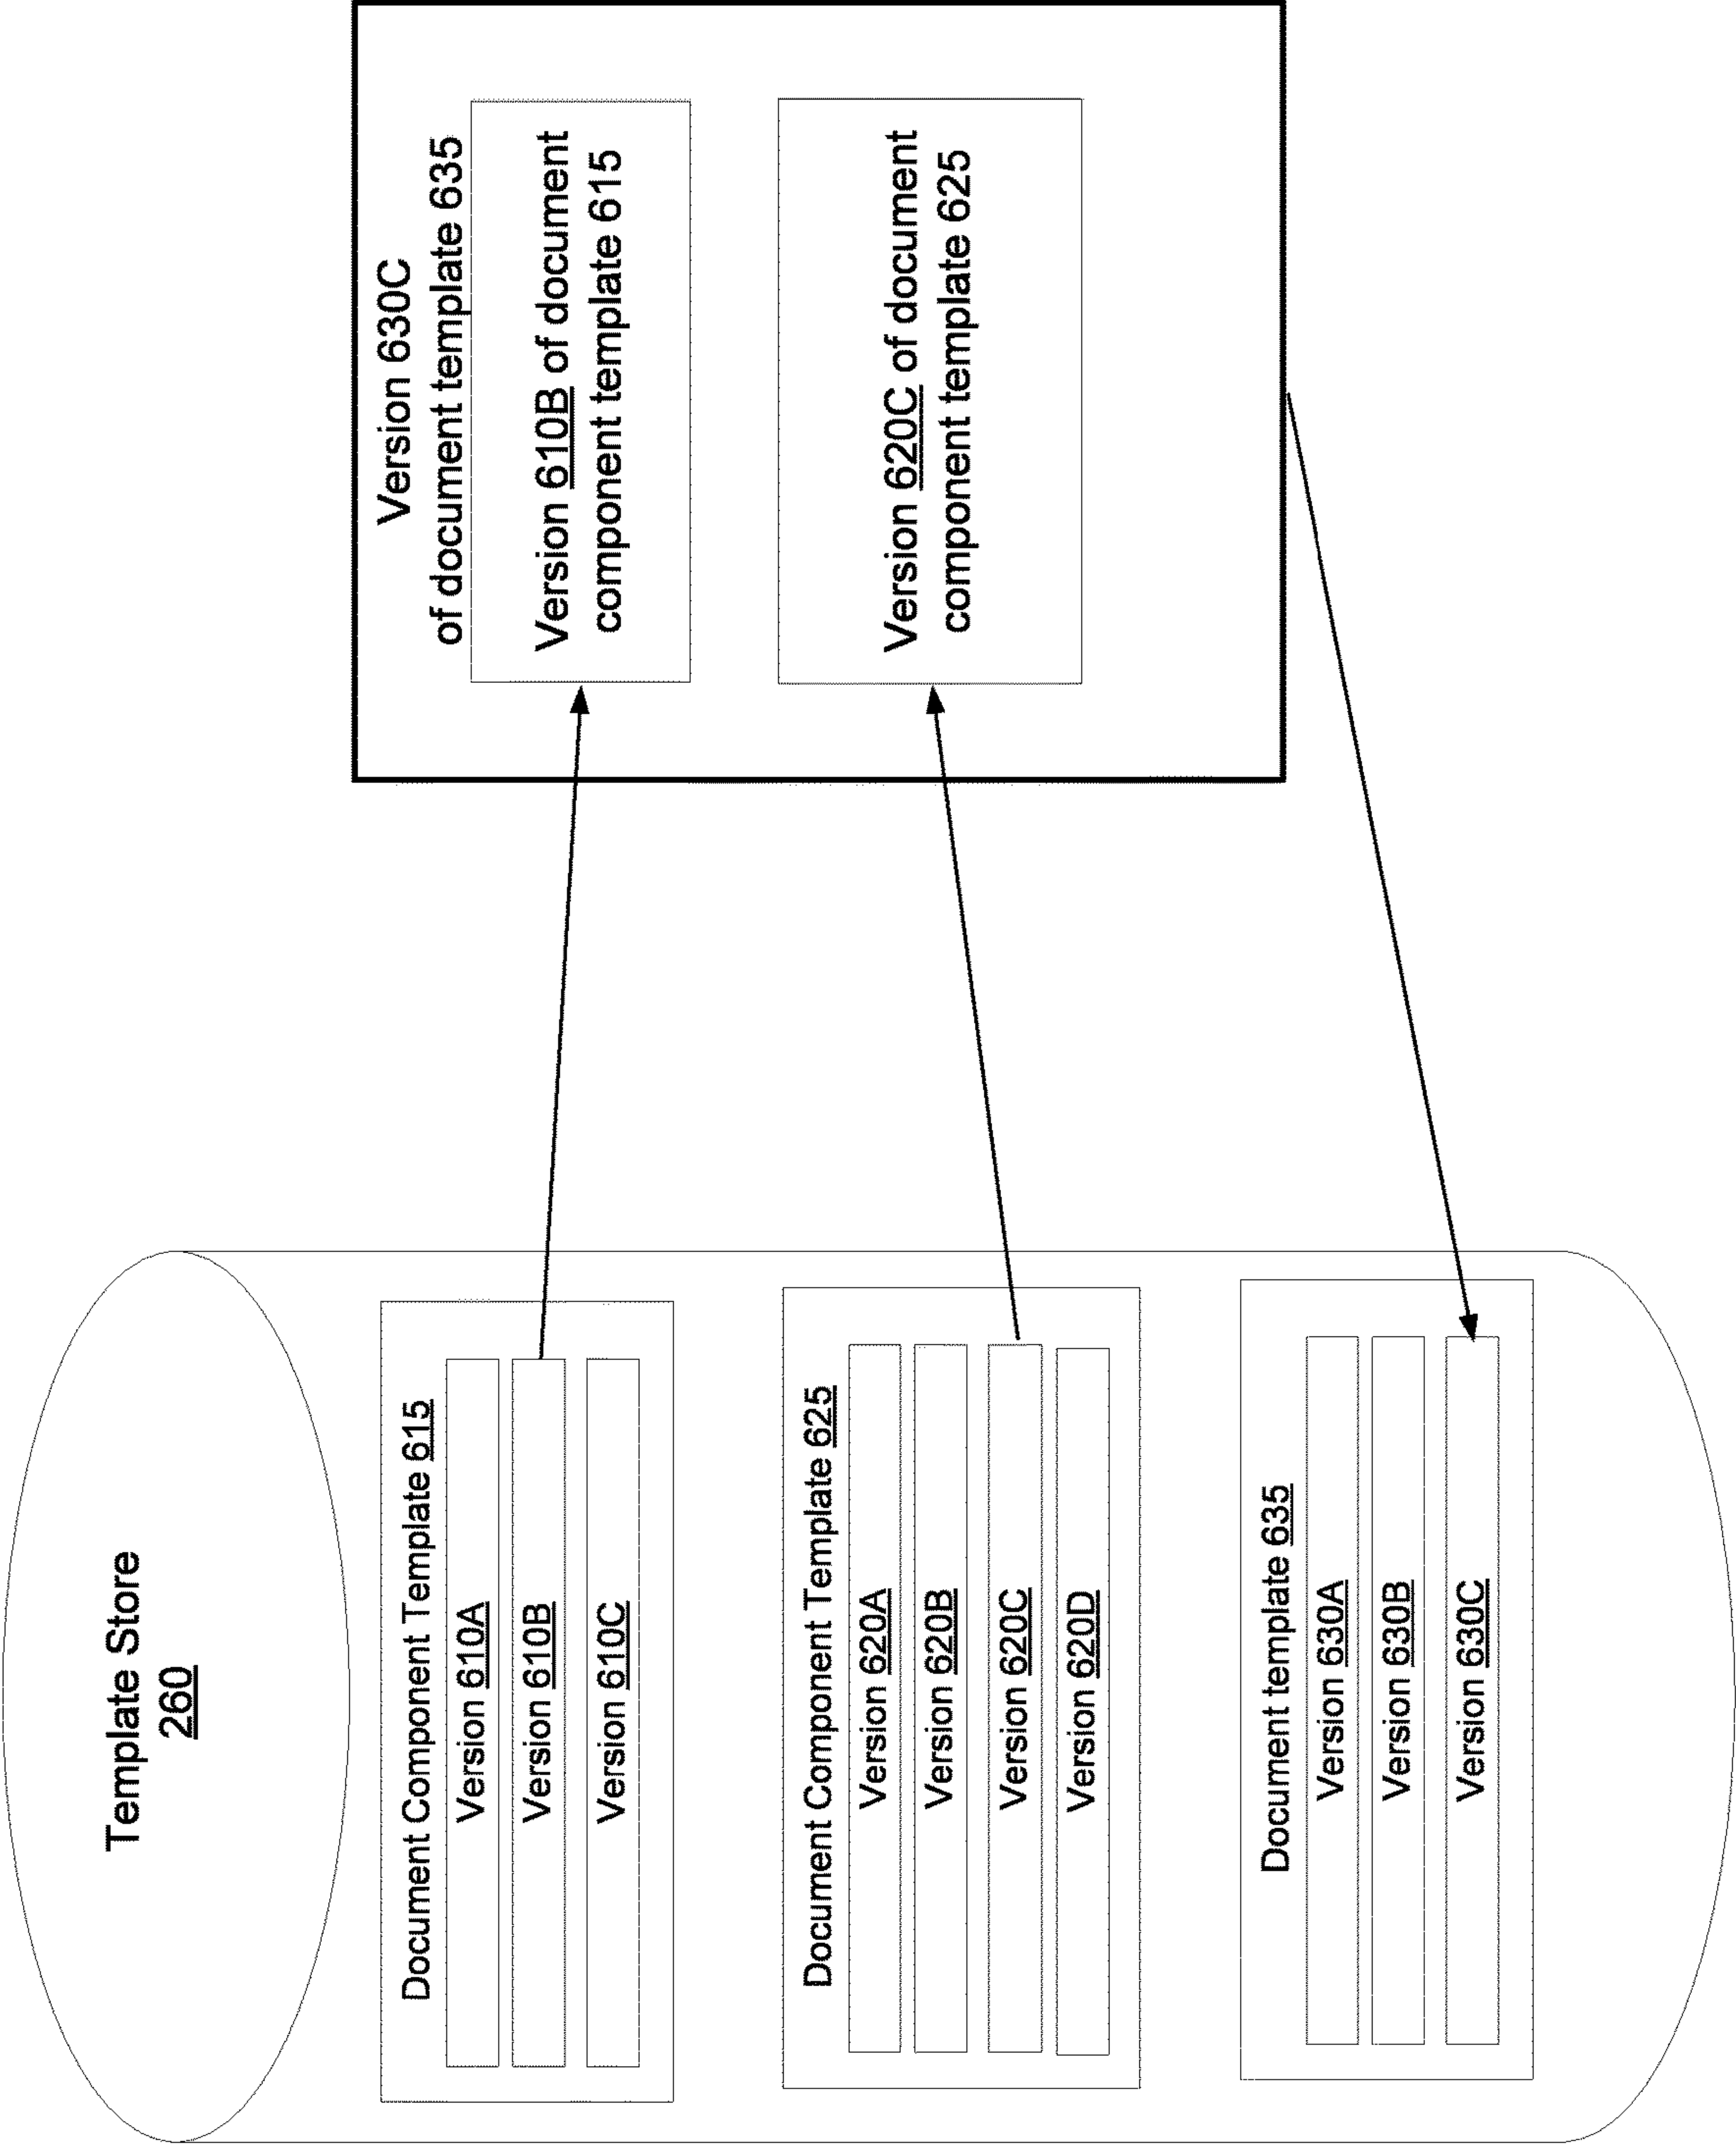 Template Store
260
Document Component Template 615
Version 610A
Version 610B
Version 610C
Document Component Template 625
Version 620A
Version 620B
Version 620C
Version 620D
Document template 635
Version 630A
Version 630B
Version 630C
Version 630C
of document template 635
Version 610B of document
component template 615
Version 620C of document
component template 625